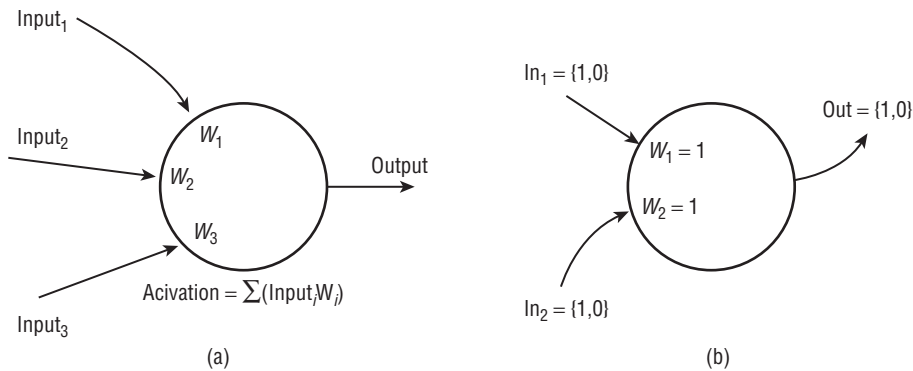 Input₁
Input₂
Input₃
W₁
W₂
W₃
Output
Acivation = ∑(InputᵢWᵢ)
(a)
In₁ = {1,0}
In₂ = {1,0}
W₁ = 1
W₂ = 1
Out = {1,0}
(b)